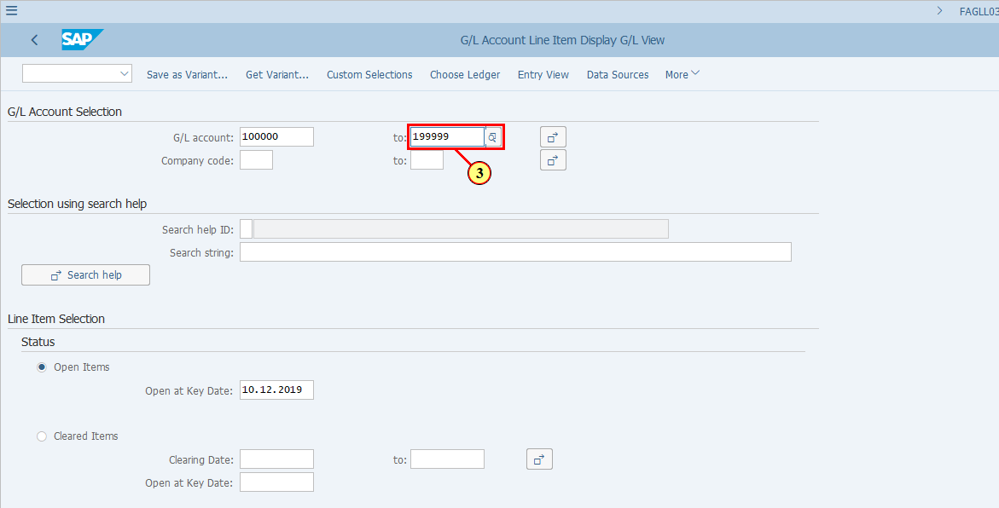 FAGLL03
SAP G/L Account Line Item Display G/L View
Save as Variant... Get Variant... Custom Selections Choose Ledger Entry View Data Sources More
G/L Account Selection
G/L account: 100000 to: 199999
Company code: to:
3
Selection using search help
Search help ID:
Search string:
Search help
Line Item Selection
Status
Open Items
Open at Key Date: 10.12.2019
Cleared Items
Clearing Date: to:
Open at Key Date: